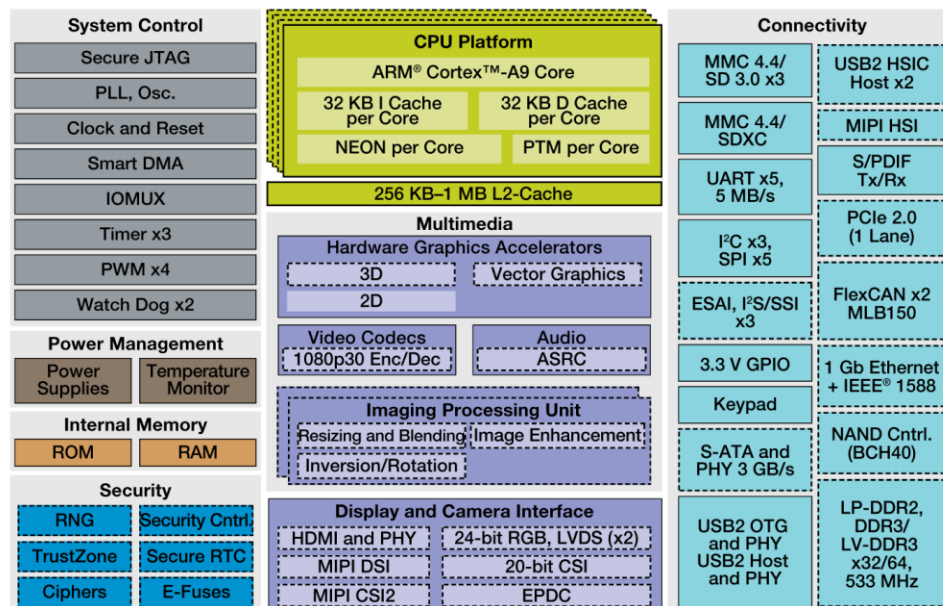 System Control
Secure JTAG
PLL, Osc.
Clock and Reset
Smart DMA
IOMUX
Timer x3
PWM x4
Watch Dog x2
Power Management
Power
Supplies
Temperature
Monitor
Internal Memory
ROM
RAM
Security
RNG
Security Cntrl.
TrustZone
Secure RTC
Ciphers
E-Fuses
CPU Platform
ARM® Cortex™-A9 Core
32 KB I Cache
per Core
32 KB D Cache
per Core
NEON per Core
PTM per Core
256 KB–1 MB L2-Cache
Multimedia
Hardware Graphics Accelerators
3D
Vector Graphics
2D
Video Codecs
1080p30 Enc/Dec
Audio
ASRC
Imaging Processing Unit
Resizing and Blending
Image Enhancement
Inversion/Rotation
Display and Camera Interface
HDMI and PHY
24-bit RGB, LVDS (x2)
MIPI DSI
20-bit CSI
MIPI CSI2
EPDC
Connectivity
MMC 4.4/
SD 3.0 x3
MMC 4.4/
SDXC
UART x5,
5 MB/s
I²C x3,
SPI x5
ESAI, I²S/SSI
x3
3.3 V GPIO
Keypad
S-ATA and
PHY 3 GB/s
USB2 OTG
and PHY
USB2 Host
and PHY
USB2 HSIC
Host x2
MIPI HSI
S/PDIF
Tx/Rx
PCIe 2.0
(1 Lane)
FlexCAN x2
MLB150
1 Gb Ethernet
+ IEEE® 1588
NAND Cntrl.
(BCH40)
LP-DDR2,
DDR3/
LV-DDR3
x32/64,
533 MHz